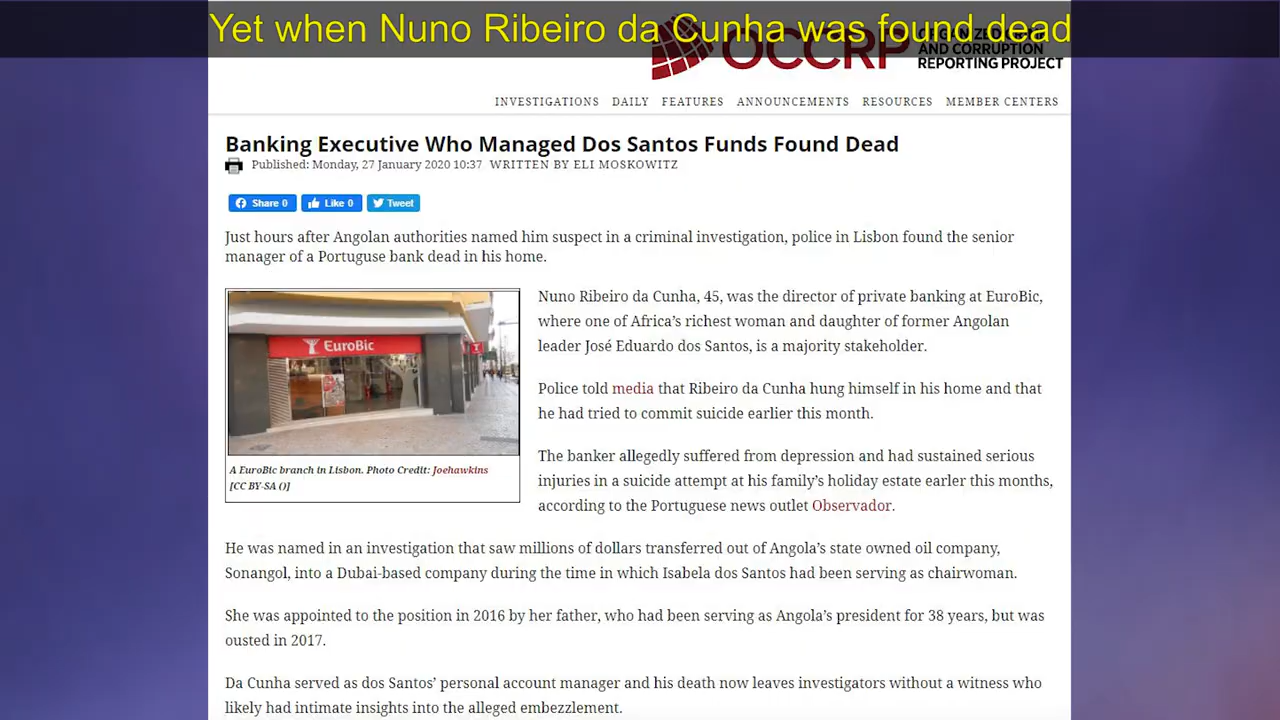 Yet when Nuno Ribeiro da Cunha was found dead
OCCRP
AND CORRUPTION
REPORTING PROJECT
INVESTIGATIONS DAILY FEATURES ANNOUNCEMENTS RESOURCES MEMBER CENTERS
Banking Executive Who Managed Dos Santos Funds Found Dead
Published: Monday, 27 January 2020 10:37 WRITTEN BY ELI MOSKOWITZ
Share 0 Like 0 Tweet
Just hours after Angolan authorities named him suspect in a criminal investigation, police in Lisbon found the senior
manager of a Portuguse bank dead in his home.
EuroBic
A EuroBic branch in Lisbon. Photo Credit: Joehawkins
[CC BY-SA ()]
Nuno Ribeiro da Cunha, 45, was the director of private banking at EuroBic,
where one of Africa's richest woman and daughter of former Angolan
leader José Eduardo dos Santos, is a majority stakeholder.
Police told media that Ribeiro da Cunha hung himself in his home and that
he had tried to commit suicide earlier this month.
The banker allegedly suffered from depression and had sustained serious
injuries in a suicide attempt at his family's holiday estate earler this months,
according to the Portuguese news outlet Observador.
He was named in an investigation that saw millions of dollars transferred out of Angola's state owned oil company,
Sonangol, into a Dubai-based company during the time in which Isabela dos Santos had been serving as chairwoman.
She was appointed to the position in 2016 by her father, who had been serving as Angola's president for 38 years, but was
ousted in 2017.
Da Cunha served as dos Santos' personal account manager and his death now leaves investigators without a witness who
likely had intimate insights into the alleged embezzlement.